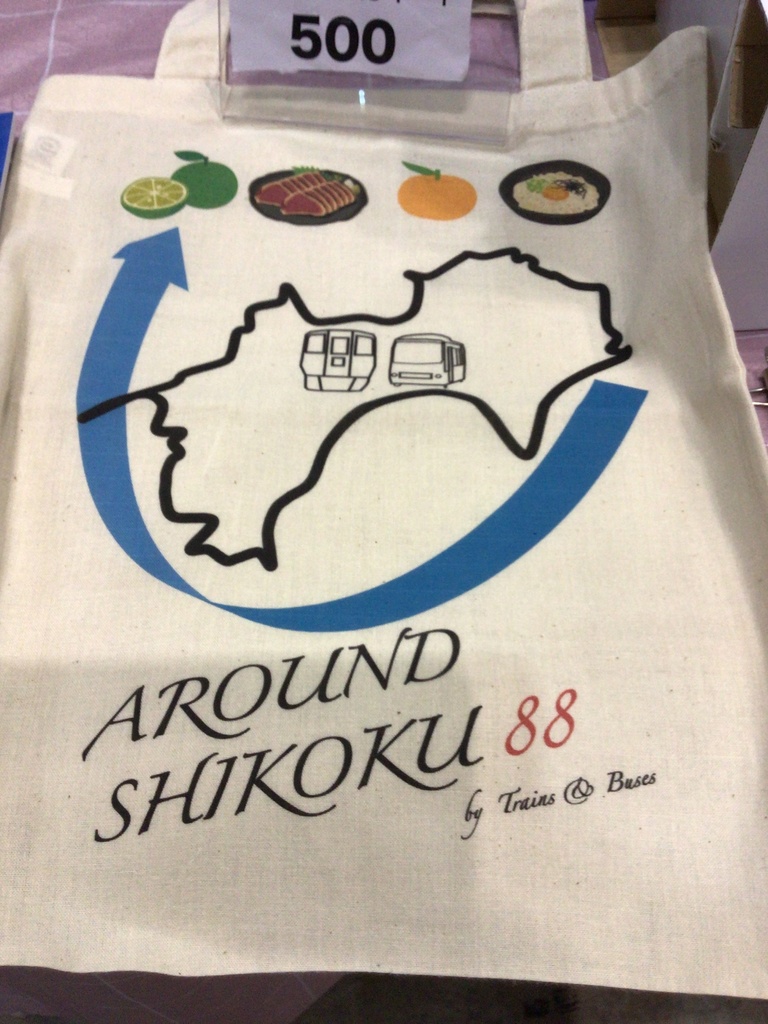 500
AROUND
SHIKOKU 88
by Trains & Buses